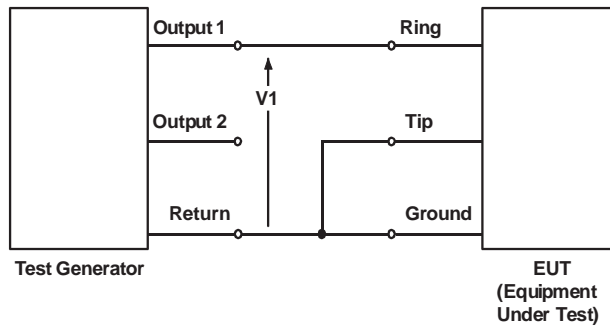 Output 1
Ring
V1
Output 2
Tip
Return
Ground
Test Generator
EUT
(Equipment
Under Test)